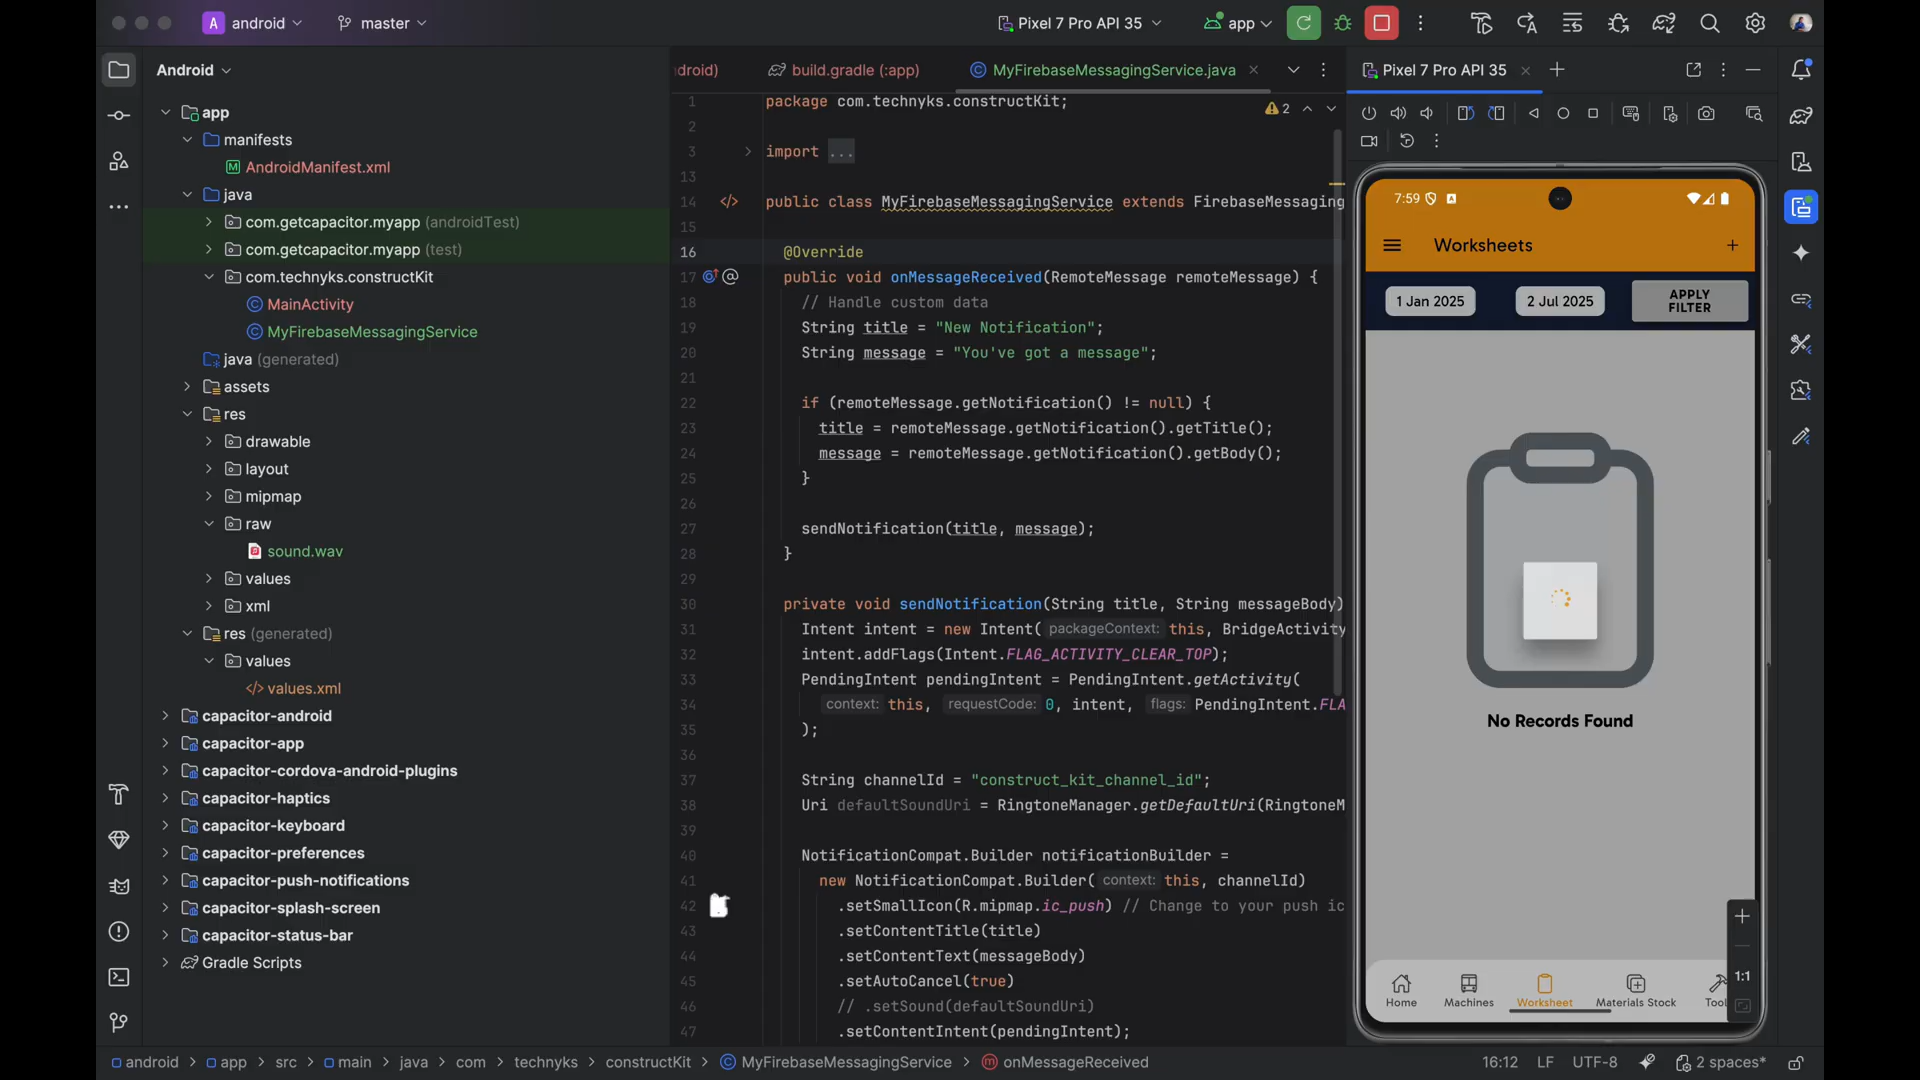 A android
master
Pixel 7 Pro API 35
app
Android
app
manifests
AndroidManifest.xml
java
com.getcapacitor.myapp (androidTest)
com.getcapacitor.myapp (test)
com.technyks.constructKit
MainActivity
MyFirebaseMessagingService
java (generated)
assets
res
drawable
layout
mipmap
raw
sound.wav
values
xml
res (generated)
values
values.xml
capacitor-android
capacitor-app
capacitor-cordova-android-plugins
capacitor-haptics
capacitor-keyboard
capacitor-preferences
capacitor-push-notifications
capacitor-splash-screen
capacitor-status-bar
Gradle Scripts
droid)
build.gradle (:app)
MyFirebaseMessagingService.java
2
1 package com.technyks.constructKit;
2
3 import ...
13
14 public class MyFirebaseMessagingService extends FirebaseMessaging
15
16 @Override
17 public void onMessageReceived(RemoteMessage remoteMessage) {
18 // Handle custom data
19 String title = "New Notification";
20 String message = "You've got a message";
21
22 if (remoteMessage.getNotification() != null) {
23 title = remoteMessage.getNotification().getTitle();
24 message = remoteMessage.getNotification().getBody();
25 }
26
27 sendNotification(title, message);
28 }
29
30 private void sendNotification(String title, String messageBody)
31 Intent intent = new Intent( packageContext: this, BridgeActivity
32 intent.addFlags(Intent.FLAG_ACTIVITY_CLEAR_TOP);
33 PendingIntent pendingIntent = PendingIntent.getActivity(
34 context: this, requestCode: 0, intent, flags: PendingIntent.FLA
35 );
36
37 String channelId = "construct_kit_channel_id";
38 Uri defaultSoundUri = RingtoneManager.getDefaultUri(RingtoneM
39
40 NotificationCompat.Builder notificationBuilder =
41 new NotificationCompat.Builder( context: this, channelId)
42 .setSmallIcon(R.mipmap.ic_push) // Change to your push ic
43 .setContentTitle(title)
44 .setContentText(messageBody)
45 .setAutoCancel(true)
46 // .setSound(defaultSoundUri)
47 .setContentIntent(pendingIntent);
Pixel 7 Pro API 35
7:59
Worksheets
1 Jan 2025
2 Jul 2025
APPLY
FILTER
No Records Found
1:1
Home
Machines
Worksheet
Materials Stock
Tool
android > app > src > main > java > com > technyks > constructKit > MyFirebaseMessagingService > onMessageReceived
16:12
LF
UTF-8
2 spaces*